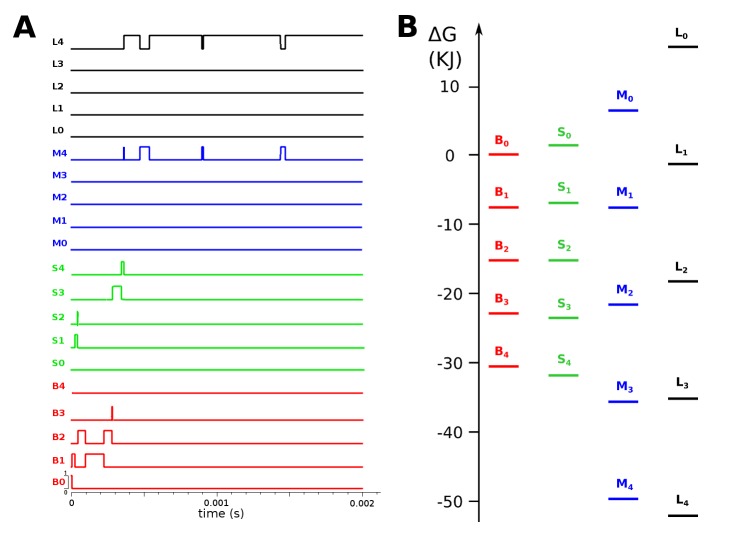 A
L4
L3
L2
L1
L0
M4
M3
M2
M1
M0
S4
S3
S2
S1
S0
B4
B3
B2
B1
B0
1
0
0 0.001 0.002
time (s)
B
ΔG
(KJ)
10
0
-10
-20
-30
-40
-50
B₀
B₁
B₂
B₃
B₄
S₀
S₁
S₂
S₃
S₄
M₀
M₁
M₂
M₃
M₄
L₀
L₁
L₂
L₃
L₄